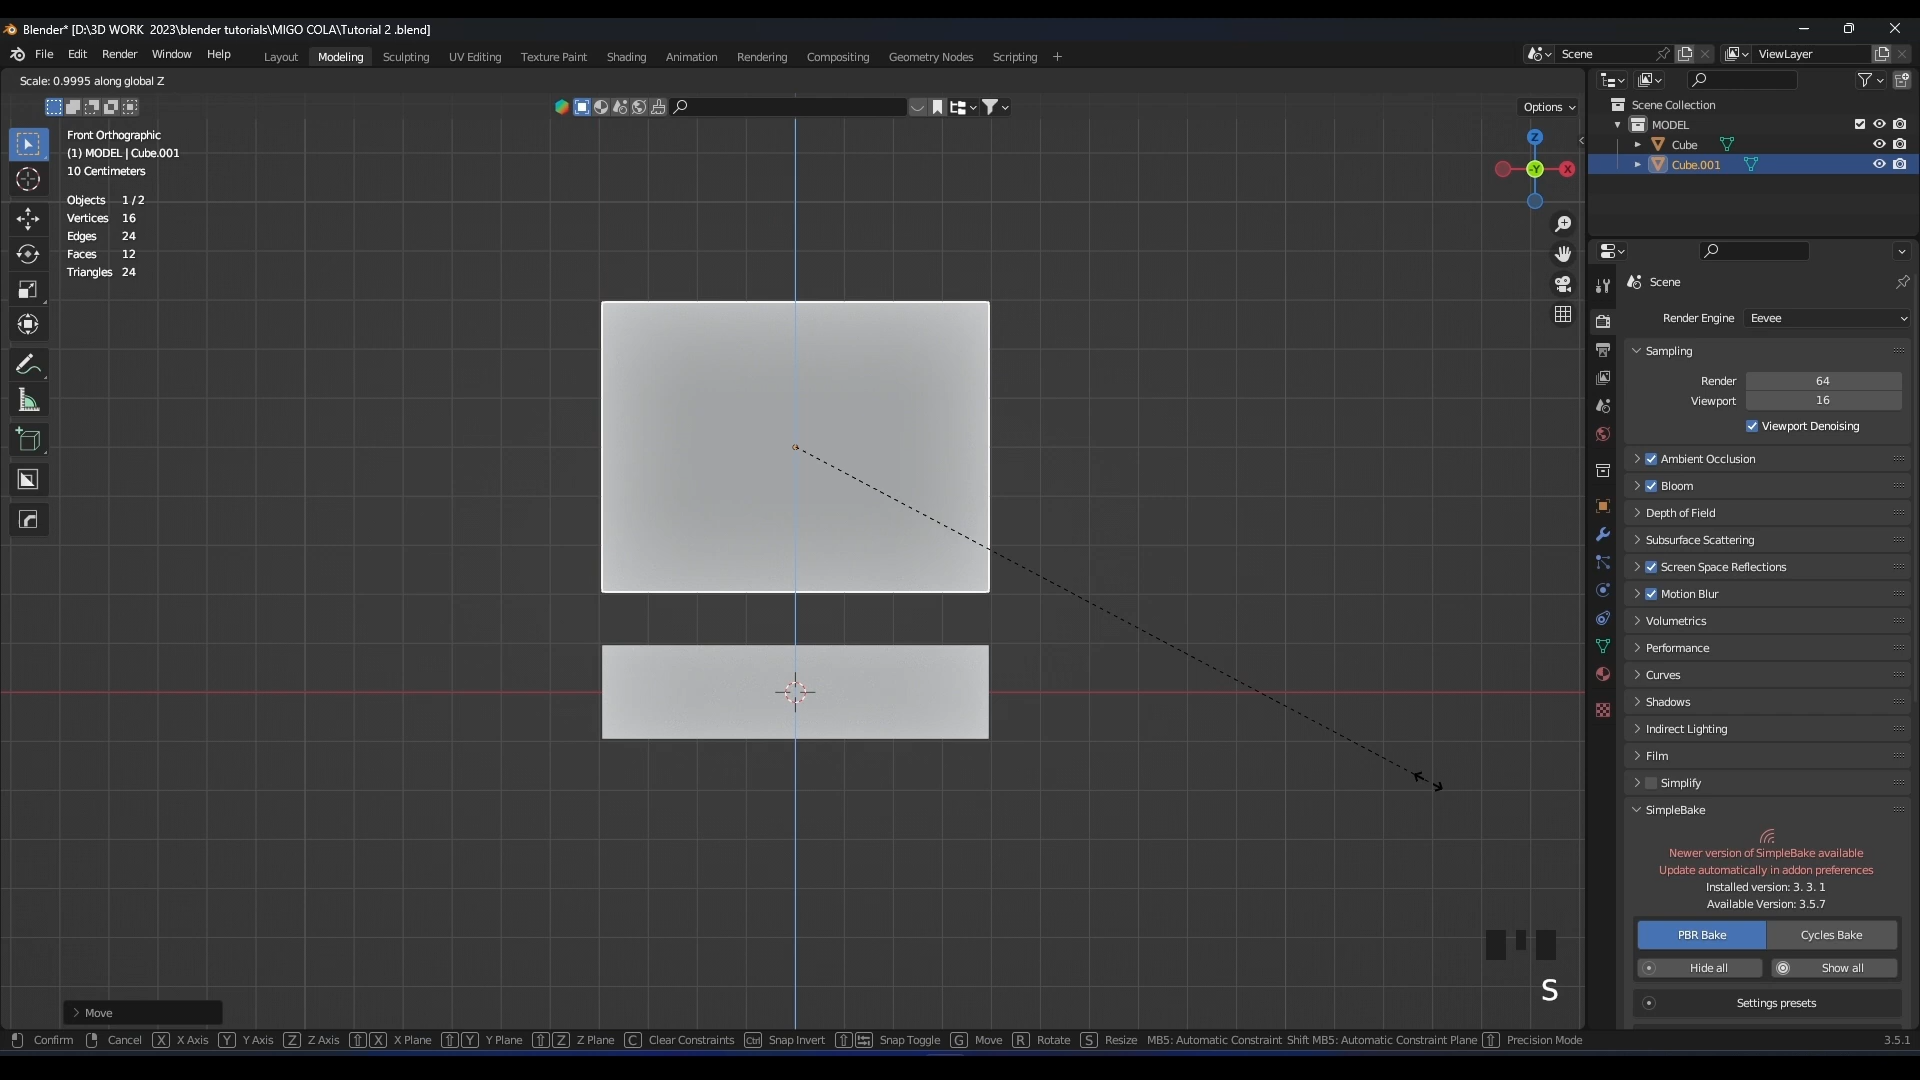 Blender* [D:\3D WORK  2023\blender tutorials\MIGO COLA\Tutorial 2 .blend]
File Edit Render Window Help Layout Modeling Sculpting UV Editing Texture Paint Shading Animation Rendering Compositing Geometry Nodes Scripting Scene ViewLayer
Scale: 0.9995 along global Z
Options
Front Orthographic
(1) MODEL | Cube.001
10 Centimeters
Objects 1 / 2
Vertices 16
Edges 24
Faces 12
Triangles 24
Z
-Y
X
Scene Collection
MODEL
Cube
Cube.001
Scene
Render Engine Eevee
Sampling
Render 64
Viewport 16
Viewport Denoising
Ambient Occlusion
Bloom
Depth of Field
Subsurface Scattering
Screen Space Reflections
Motion Blur
Volumetrics
Performance
Curves
Shadows
Indirect Lighting
Film
Simplify
SimpleBake
Newer version of SimpleBake available
Update automatically in addon preferences
Installed version: 3. 3. 1
Available Version: 3.5.7
PBR Bake Cycles Bake
Hide all Show all
Settings presets
S
Move
Confirm Cancel X X Axis Y Y Axis Z Z Axis X X Plane Y Y Plane Z Z Plane C Clear Constraints Ctrl Snap Invert Snap Toggle G Move R Rotate S Resize MB5: Automatic Constraint Shift MB5: Automatic Constraint Plane Precision Mode 3.5.1